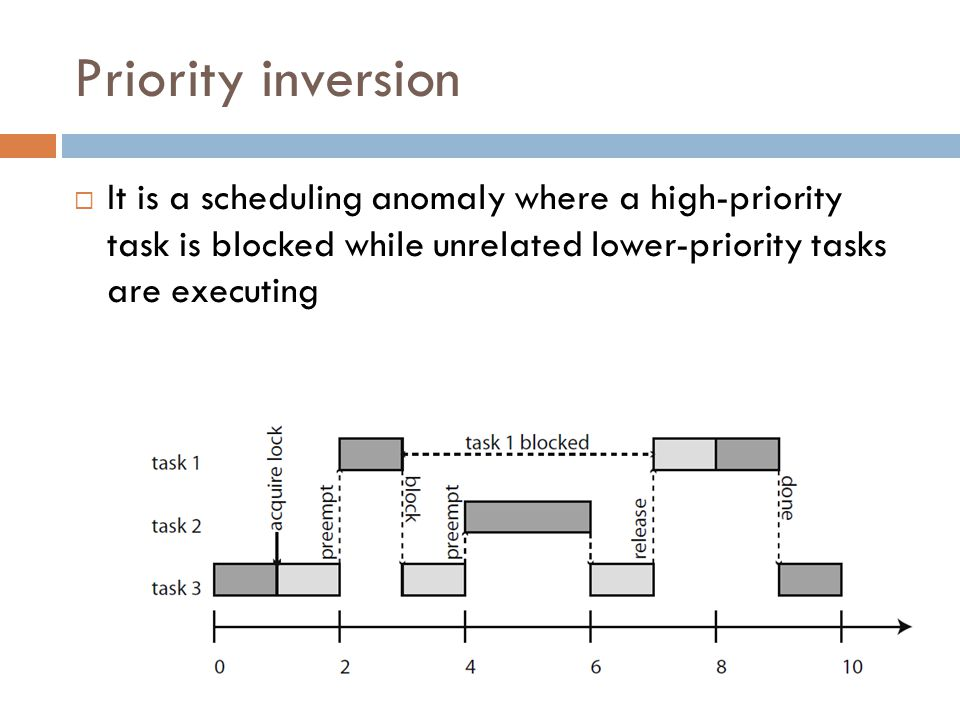 Priority inversion
It is a scheduling anomaly where a high-priority
task is blocked while unrelated lower-priority tasks
are executing
task 1
acquire lock
preempt
block
task 1 blocked
preempt
release
done
task 2
task 3
0 2 4 6 8 10